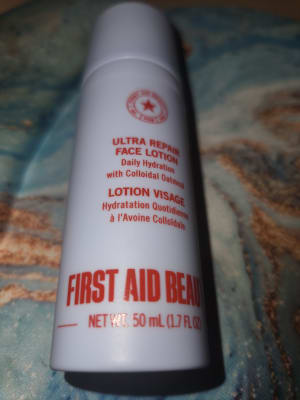 ULTRA REPAIR
FACE LOTION
Daily Hydration
with Colloidal Oatmeal
LOTION VISAGE
Hydratation Quotidienne
à l'Avoine Colloïdale
FIRST AID BEAU
NET WT. 50 mL (1.7 FL OZ)